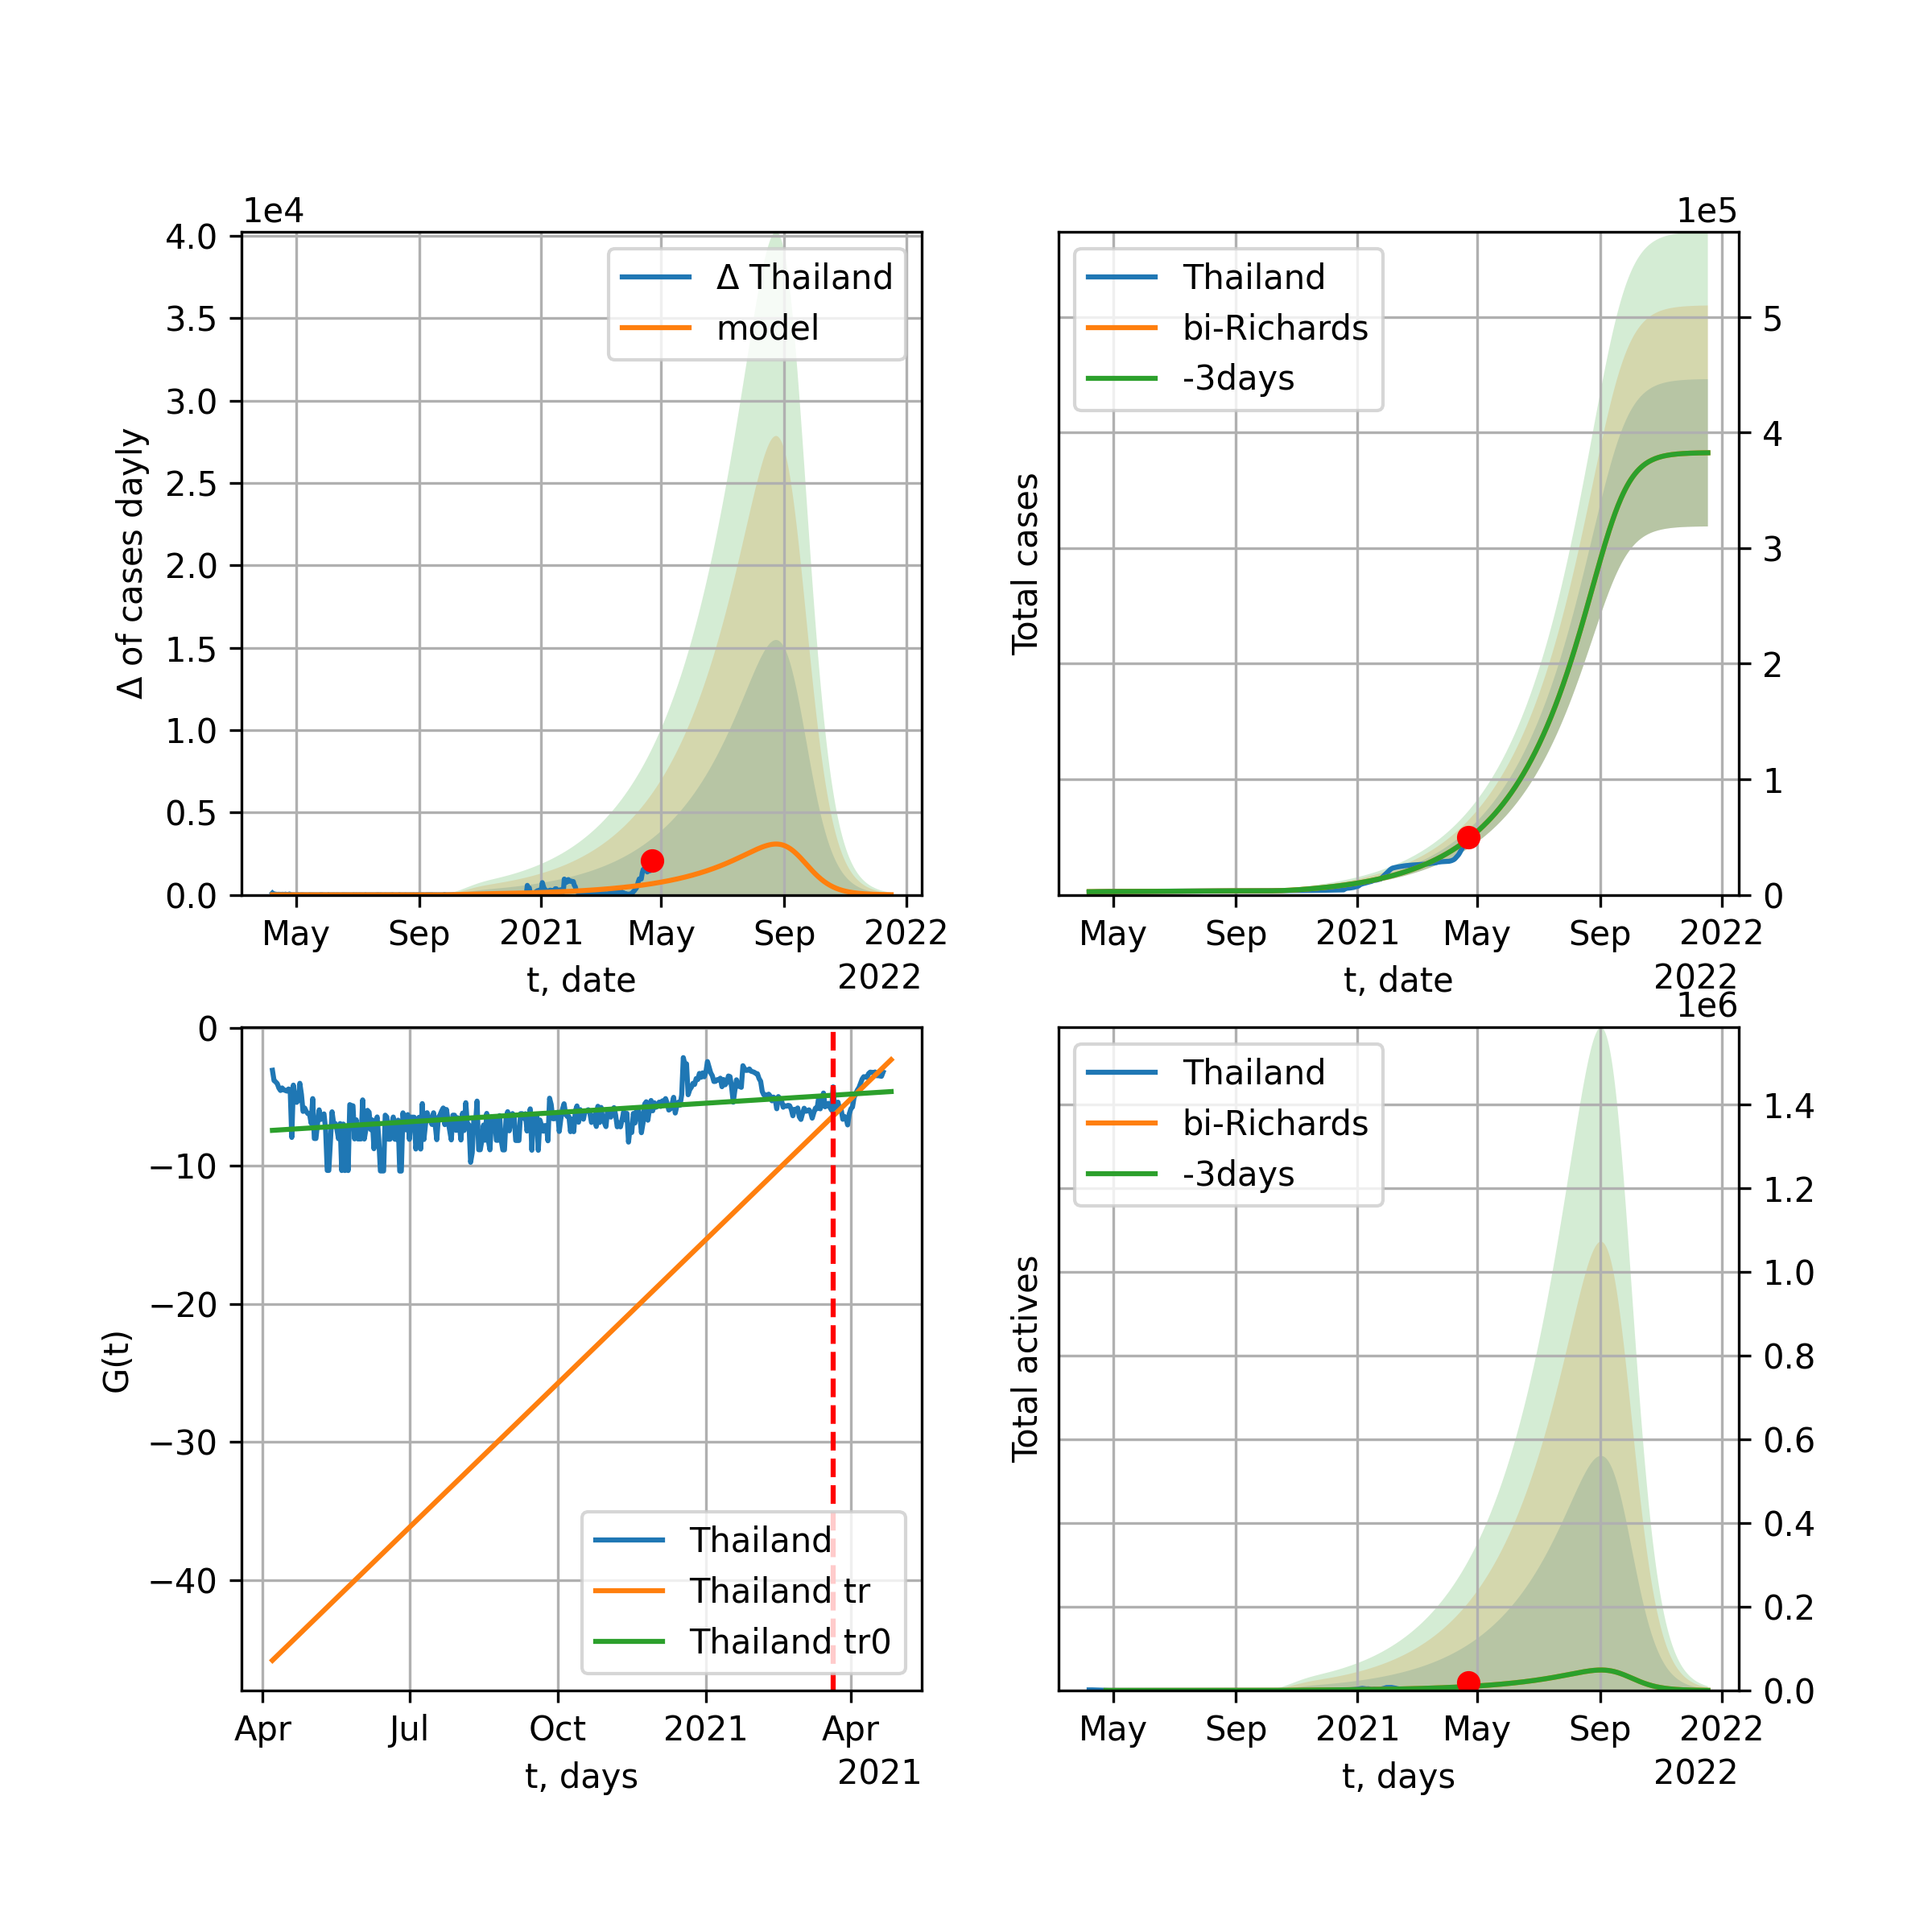 1e4
4.0
3.5
3.0
2.5
2.0
1.5
1.0
0.5
0.0
Δ of cases dayly
Δ Thailand
model
May Sep 2021 May Sep 2022
t, date
2022
1e5
Thailand
bi-Richards
-3days
Total cases
5
4
3
2
1
0
May Sep 2021 May Sep 2022
t, date
2022
0
−10
−20
−30
−40
G(t)
Thailand
Thailand tr
Thailand tr0
Apr Jul Oct 2021 Apr
t, days
2021
1e6
Thailand
bi-Richards
-3days
Total actives
1.4
1.2
1.0
0.8
0.6
0.4
0.2
0.0
May Sep 2021 May Sep 2022
t, days
2022